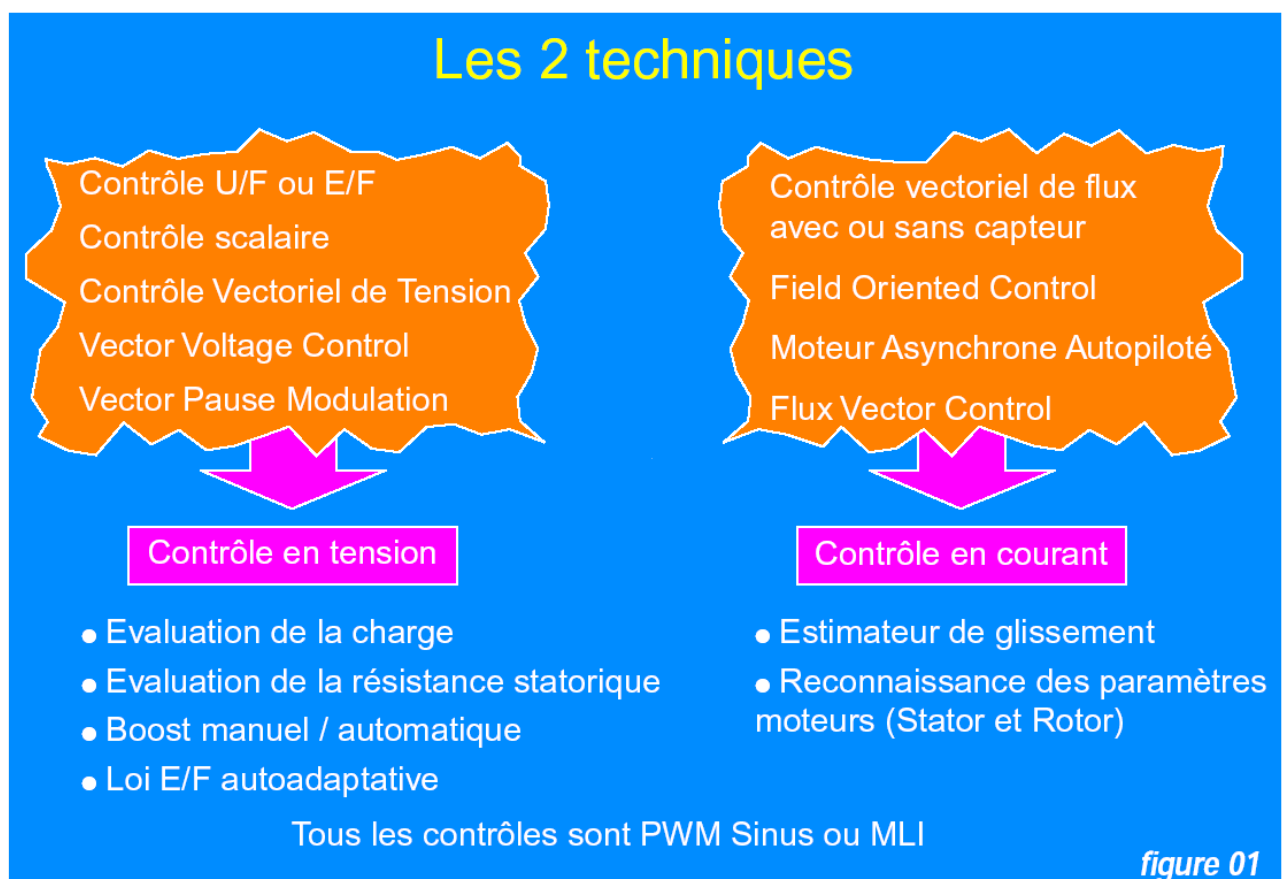 Les 2 techniques
Contrôle U/F ou E/F
Contrôle scalaire
Contrôle Vectoriel de Tension
Vector Voltage Control
Vector Pause Modulation
Contrôle en tension
● Evaluation de la charge
● Evaluation de la résistance statorique
● Boost manuel / automatique
● Loi E/F autoadaptative
Contrôle vectoriel de flux
avec ou sans capteur
Field Oriented Control
Moteur Asynchrone Autopiloté
Flux Vector Control
Contrôle en courant
● Estimateur de glissement
● Reconnaissance des paramètres
moteurs (Stator et Rotor)
Tous les contrôles sont PWM Sinus ou MLI
figure 01